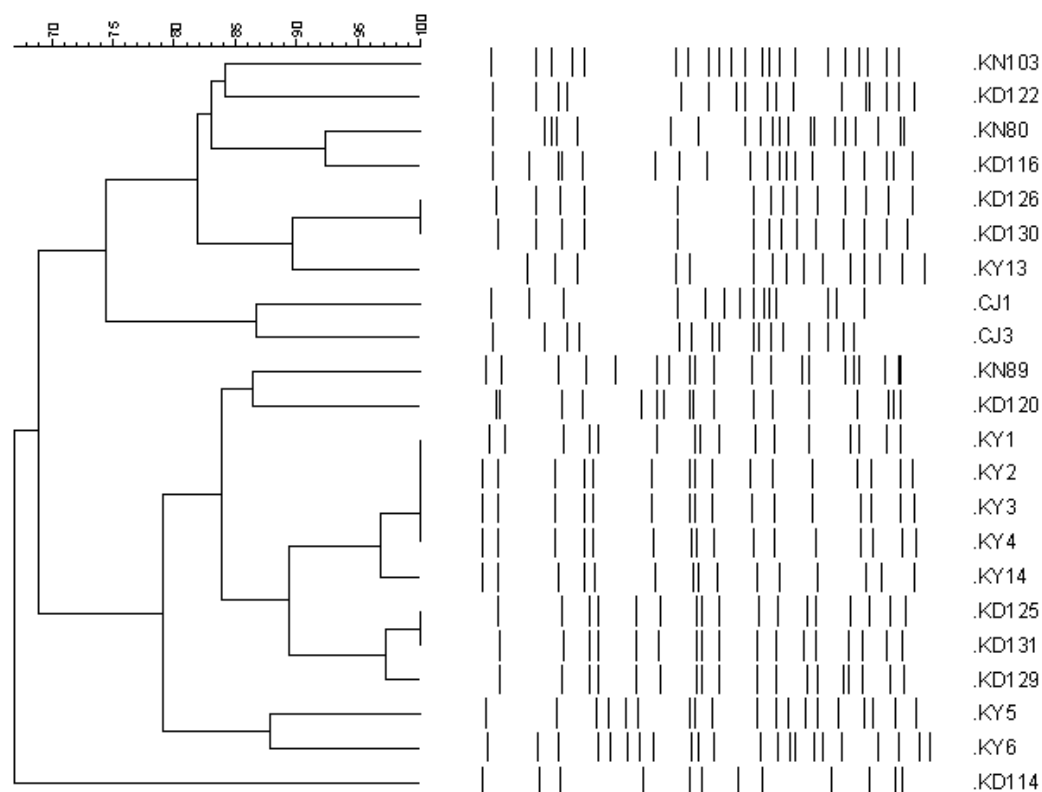 70 75 80 85 90 95 100
.KN103
.KD122
.KN80
.KD116
.KD126
.KD130
.KY13
.CJ1
.CJ3
.KN89
.KD120
.KY1
.KY2
.KY3
.KY4
.KY14
.KD125
.KD131
.KD129
.KY5
.KY6
.KD114